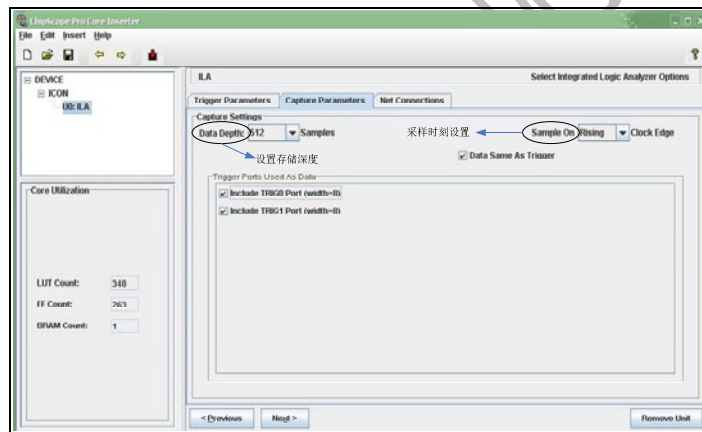 ChipScope Pro Core Inserter
File Edit Insert Help
DEVICE
ICON
U0: ILA
ILA
Select Integrated Logic Analyzer Options
Trigger Parameters Capture Parameters Net Connections
Capture Settings
Data Depth: 512 Samples
采样时刻设置
Sample On Rising Clock Edge
设置存储深度
Data Same As Trigger
Trigger Ports Used As Data
Include TRIG0 Port (width=8)
Include TRIG1 Port (width=8)
Core Utilization
LUT Count: 348
FF Count: 263
BRAM Count: 1
< Previous
Next >
Remove Unit